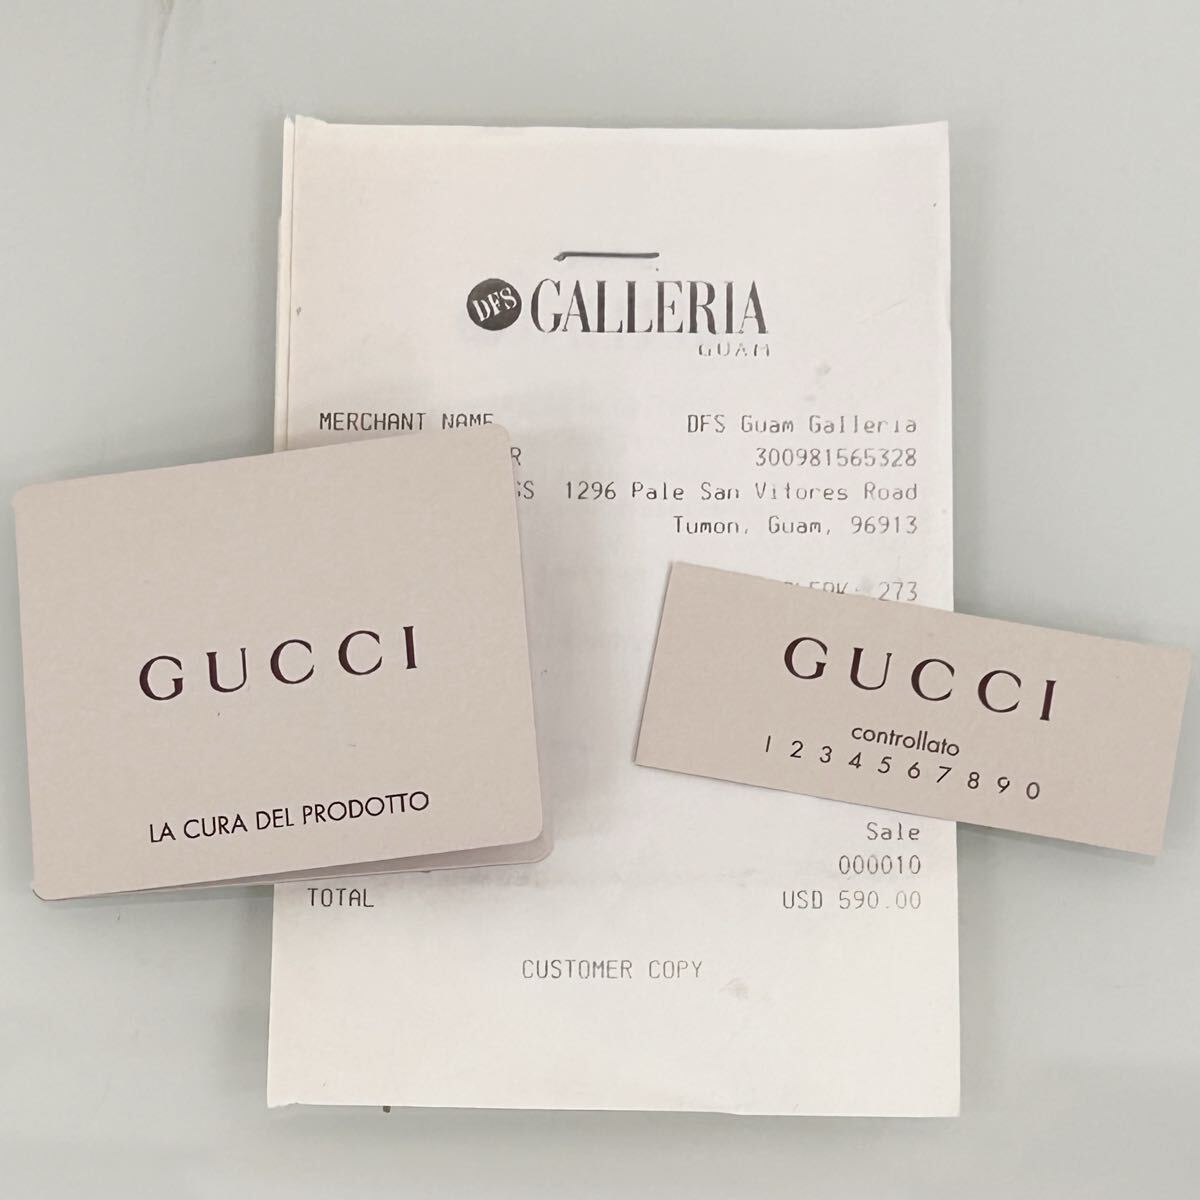 DFS GALLERIA
GUAM
MERCHANT NAME DFS Guam Galleria
300981565328
1296 Pale San Vitores Road
Tumon, Guam, 96913
273
Sale
000010
TOTAL USD 590.00
CUSTOMER COPY
GUCCI
LA CURA DEL PRODOTTO
GUCCI
controllato
1 2 3 4 5 6 7 8 9 0